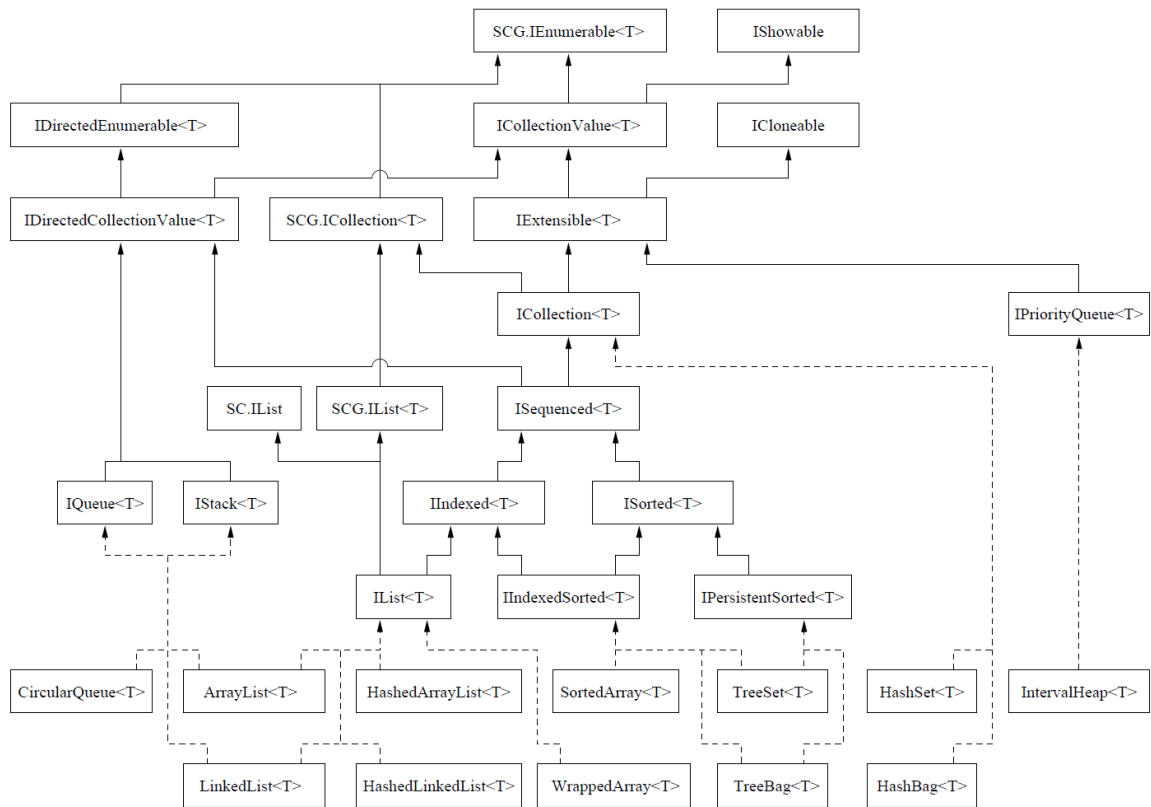 SCG.IEnumerable<T>
IShowable
IDirectedEnumerable<T>
ICollectionValue<T>
ICloneable
IDirectedCollectionValue<T>
SCG.ICollection<T>
IExtensible<T>
ICollection<T>
IPriorityQueue<T>
SC.IList
SCG.IList<T>
ISequenced<T>
IQueue<T>
IStack<T>
IIndexed<T>
ISorted<T>
IList<T>
IIndexedSorted<T>
IPersistentSorted<T>
CircularQueue<T>
ArrayList<T>
HashedArrayList<T>
SortedArray<T>
TreeSet<T>
HashSet<T>
IntervalHeap<T>
LinkedList<T>
HashedLinkedList<T>
WrappedArray<T>
TreeBag<T>
HashBag<T>